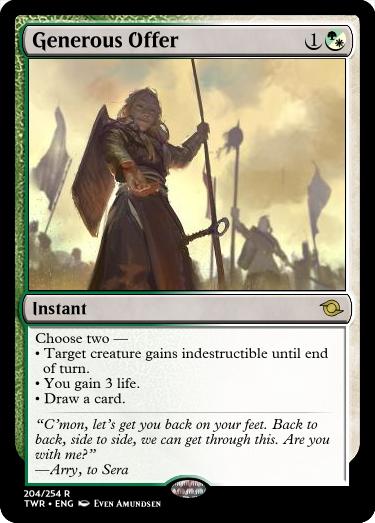 Generous Offer 1
Instant
Choose two —
• Target creature gains indestructible until end
of turn.
• You gain 3 life.
• Draw a card.
“C’mon, let’s get you back on your feet. Back to
back, side to side, we can get through this. Are you
with me?”
—Arry, to Sera
204/254 R
TWR • ENG Even Amundsen